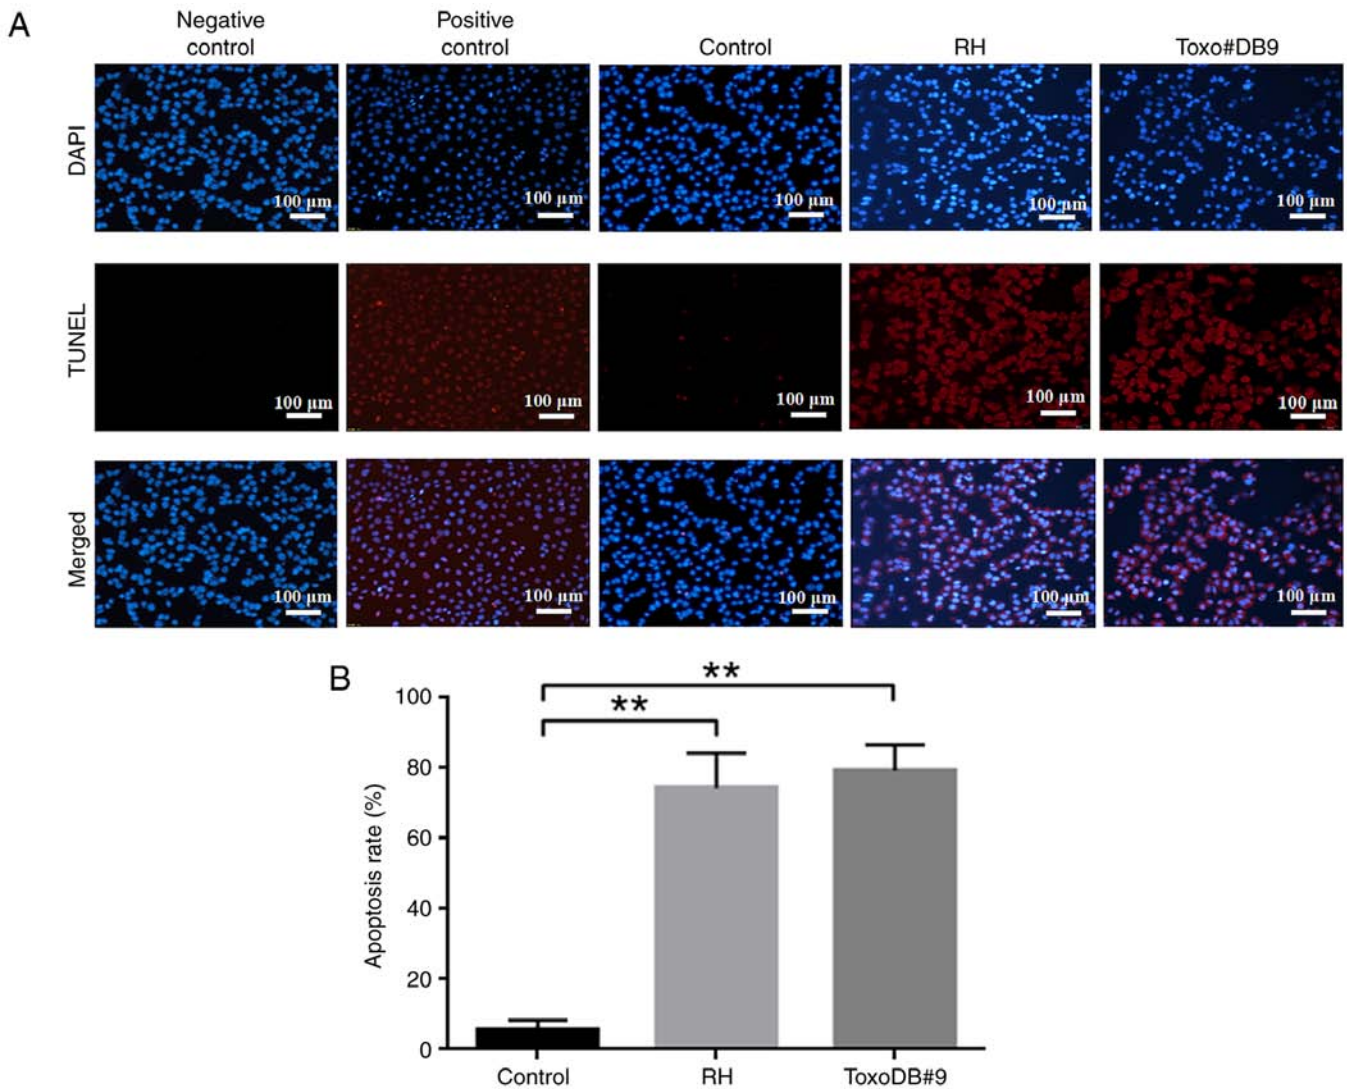 A
Negative
control
Positive
control
Control
RH
Toxo#DB9
DAPI
100 µm
100 µm
100 µm
100 µm
100 µm
TUNEL
100 µm
100 µm
100 µm
100 µm
100 µm
Merged
100 µm
100 µm
100 µm
100 µm
100 µm
B
**
**
100
80
60
40
20
0
Apoptosis rate (%)
Control
RH
ToxoDB#9